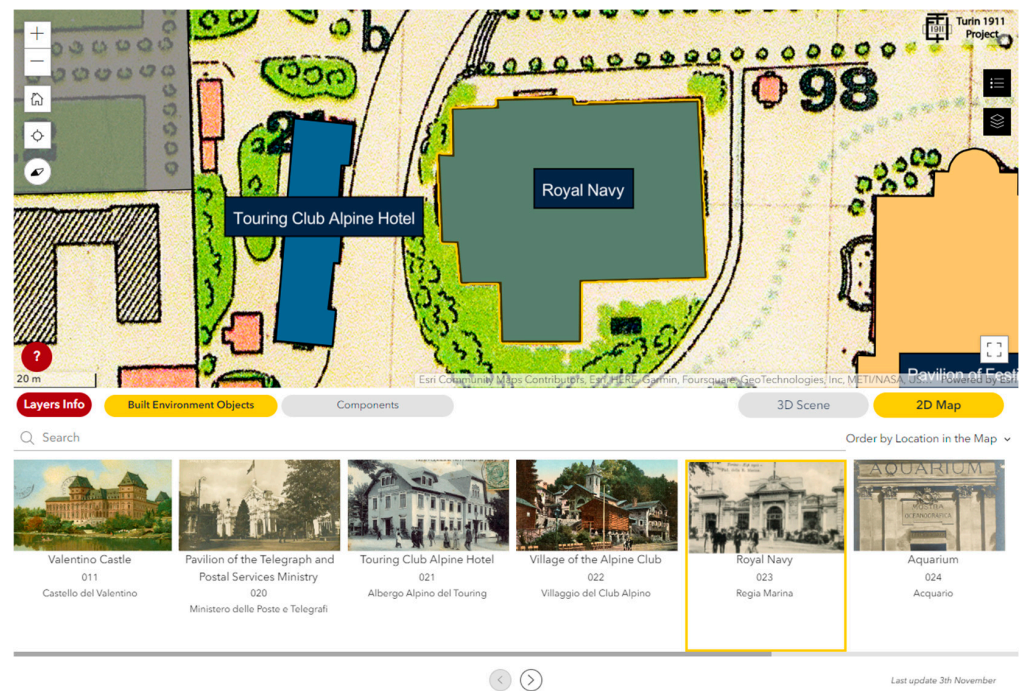 Turin 1911
Project
1911
b
98
Royal Navy
Touring Club Alpine Hotel
?
20 m
Esri Community Maps Contributors, Esri, HERE, Garmin, Foursquare, GeoTechnologies, Inc, METI/NASA, US
Powered by Esri
Pavilion of Festi
Layers Info
Built Environment Objects
Components
3D Scene
2D Map
Search
Order by Location in the Map
AQUARIUM
MOSTRA
OCEANOGRAFICA
Valentino Castle
011
Castello del Valentino
Pavilion of the Telegraph and
Postal Services Ministry
020
Ministero delle Poste e Telegrafi
Touring Club Alpine Hotel
021
Albergo Alpino del Touring
Village of the Alpine Club
022
Villaggio del Club Alpino
Royal Navy
023
Regia Marina
Aquarium
024
Acquario
Last update 3th November